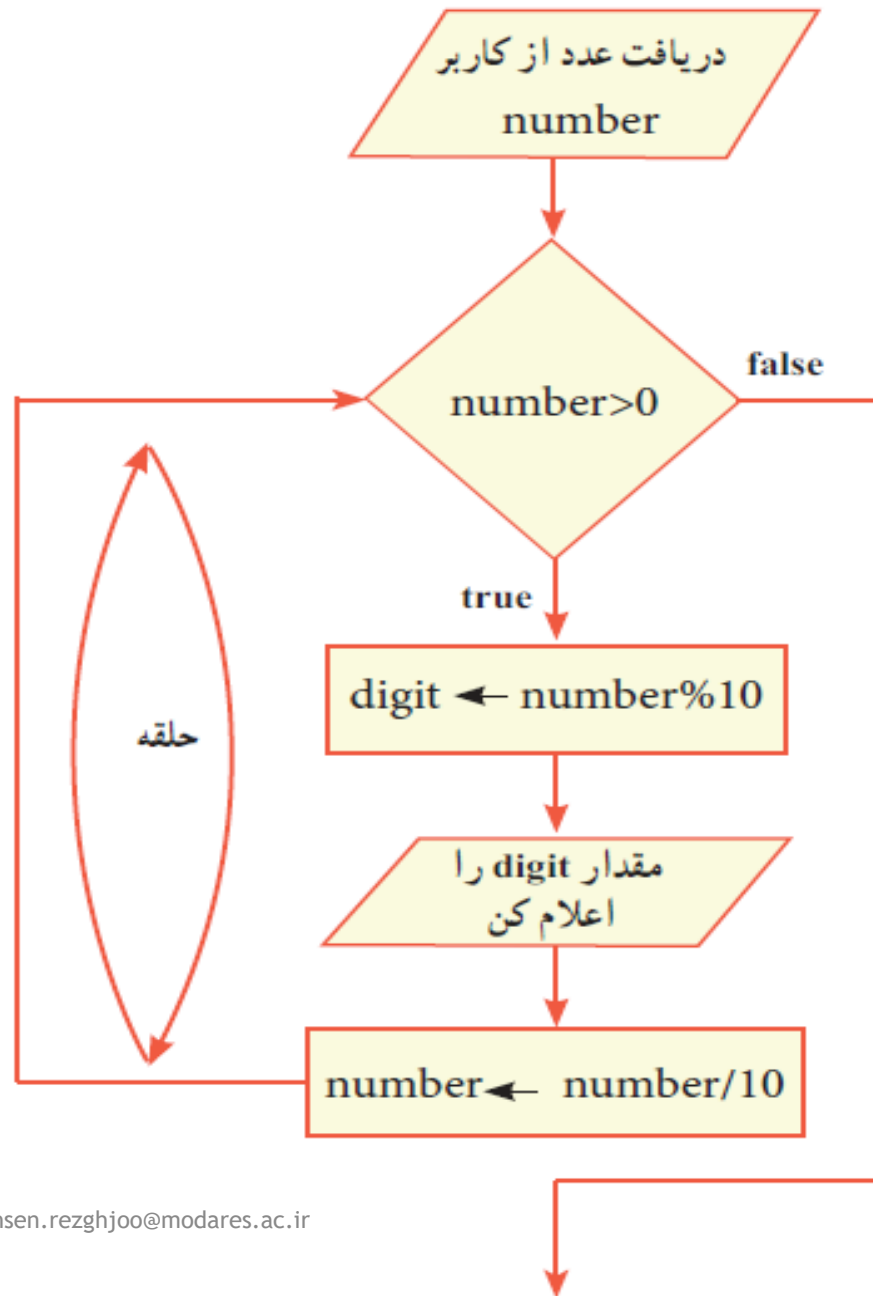 دریافت عدد از کاربر
number
number>0
false
true
digit ← number%10
حلقه
مقدار digit را
اعلام کن
number ← number/10
nsen.rezghjoo@modares.ac.ir